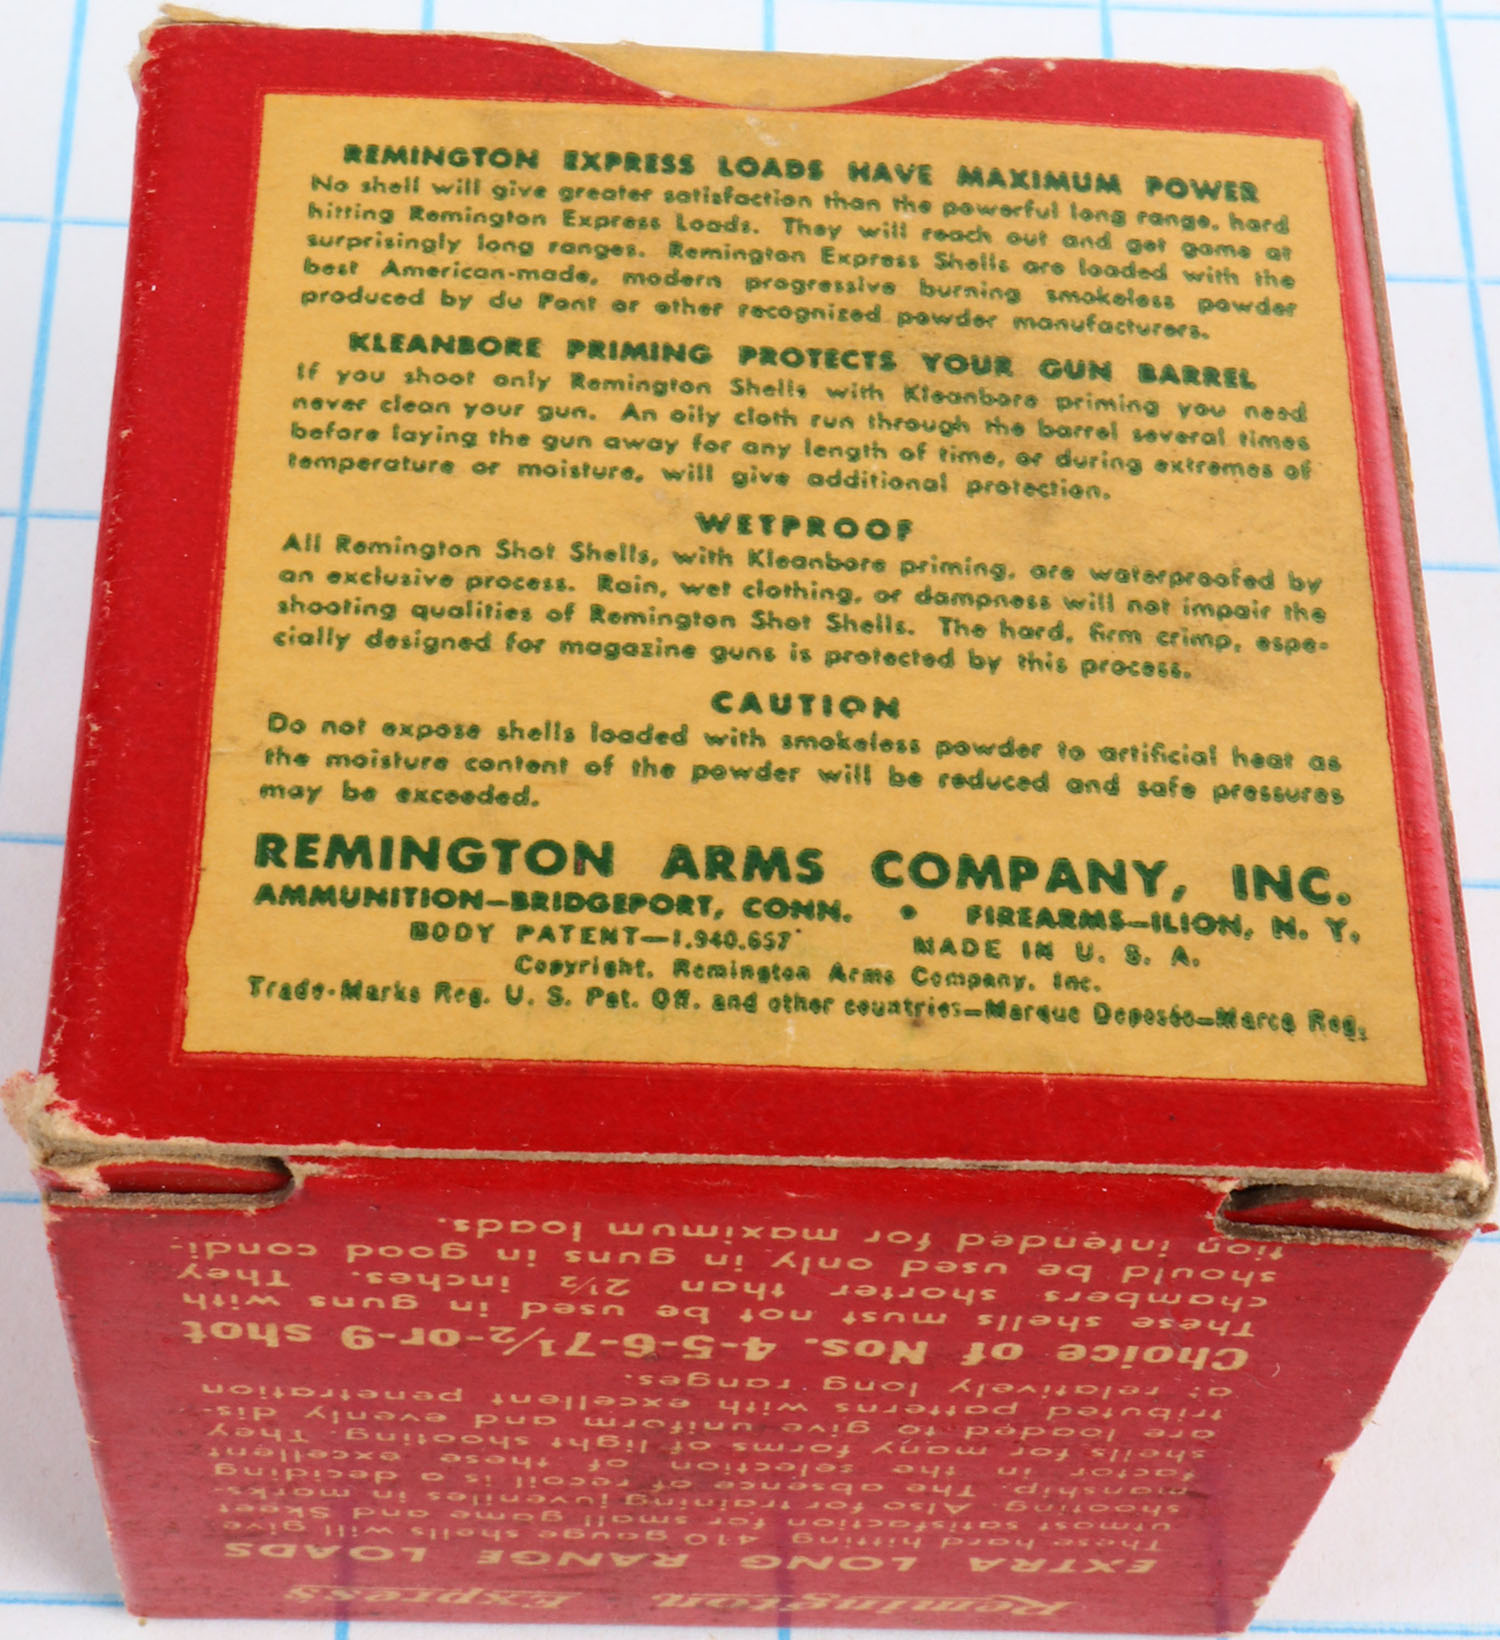 REMINGTON EXPRESS LOADS HAVE MAXIMUM POWER
No shell will give greater satisfaction than the powerful long range, hard
hitting Remington Express Loads. They will reach out and get game at
surprisingly long ranges. Remington Express Shells are loaded with the
best American-made, modern progressive burning smokeless powder
produced by du Pont or other recognized powder manufacturers.
KLEANBORE PRIMING PROTECTS YOUR GUN BARREL
If you shoot only Remington Shells with Kleanbore priming you need
never clean your gun. An oily cloth run through the barrel several times
before laying the gun away for any length of time, or during extremes of
temperature or moisture, will give additional protection.
WETPROOF
All Remington Shot Shells, with Kleanbore priming, are waterproofed by
an exclusive process. Rain, wet clothing, or dampness will not impair the
shooting qualities of Remington Shot Shells. The hard, firm crimp, espe-
cially designed for magazine guns is protected by this process.
CAUTION
Do not expose shells loaded with smokeless powder to artificial heat as
the moisture content of the powder will be reduced and safe pressures
may be exceeded.
REMINGTON ARMS COMPANY, INC.
AMMUNITION—BRIDGEPORT, CONN. • FIREARMS—ILION, N. Y.
BODY PATENT—1,940,657 MADE IN U. S. A.
Copyright, Remington Arms Company, Inc.
Trade-Marks Reg. U. S. Pat. Off. and other countries—Marque Deposée—Marca Reg.
Remington Express
EXTRA LONG RANGE LOADS
These hard hitting .410 gauge shells will give
utmost satisfaction for small game and Skeet
shooting. Also for training juveniles in marks-
manship. The absence of recoil is a deciding
factor in the selection of these excellent
shells for many forms of light shooting. They
are loaded to give uniform and evenly dis-
tributed patterns with excellent penetration
at relatively long ranges.
Choice of Nos. 4-5-6-7½-or-9 shot
These shells must not be used in guns with
chambers shorter than 2½ inches. They
should be used only in guns in good condi-
tion intended for maximum loads.